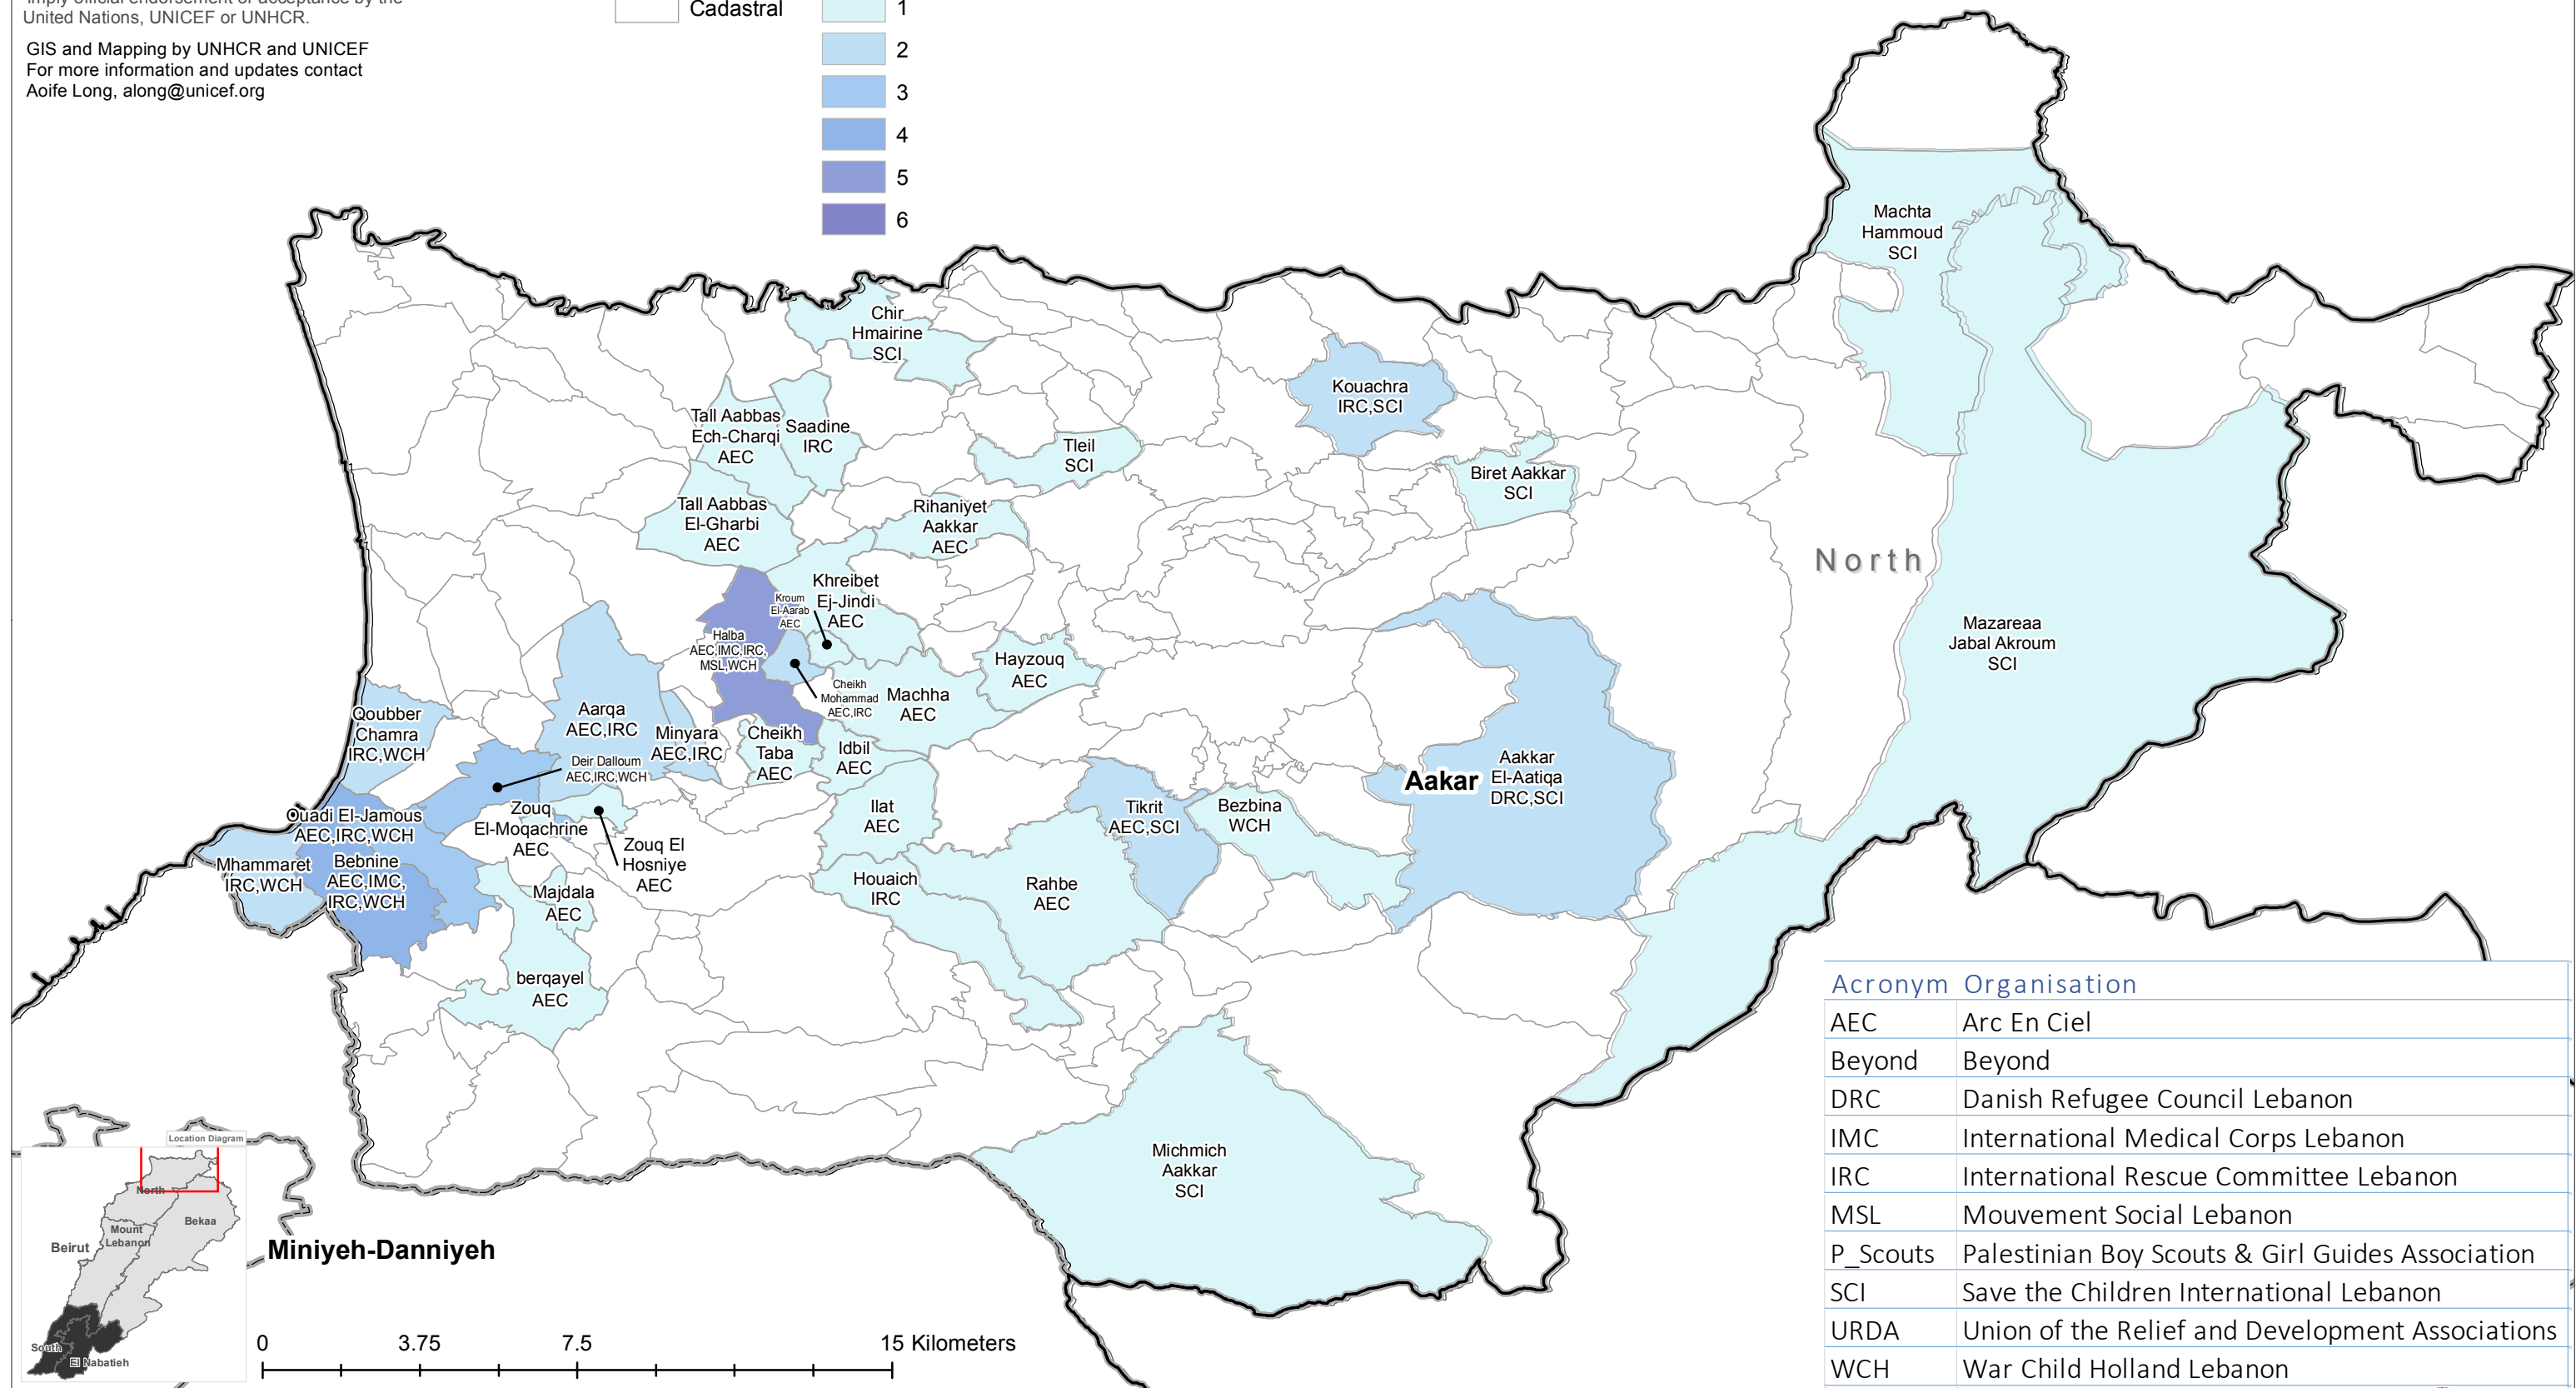 imply official endorsement or acceptance by the
United Nations, UNICEF or UNHCR.
GIS and Mapping by UNHCR and UNICEF
For more information and updates contact
Aoife Long, along@unicef.org
Cadastral
1
2
3
4
5
6
Machta
Hammoud
SCI
Chir
Hmairine
SCI
Kouachra
IRC,SCI
Tall Aabbas
Ech-Charqi
AEC
Saadine
IRC
Tleil
SCI
Biret Aakkar
SCI
Tall Aabbas
El-Gharbi
AEC
Rihaniyet
Aakkar
AEC
North
Khreibet
Ej-Jindi
AEC
Kroum
El-Aarab
AEC
Halba
AEC,IMC,IRC,
MSL,WCH
Hayzouq
AEC
Mazareaa
Jabal Akroum
SCI
Cheikh
Mohammad
AEC,IRC
Machha
AEC
Qoubber
Chamra
IRC,WCH
Aarqa
AEC,IRC
Minyara
AEC,IRC
Cheikh
Taba
AEC
Idbil
AEC
Deir Dalloum
AEC,IRC,WCH
Aakar
Aakkar
El-Aatiqa
DRC,SCI
Ouadi El-Jamous
AEC,IRC,WCH
Zouq
El-Moqachrine
AEC
Ilat
AEC
Tikrit
AEC,SCI
Bezbina
WCH
Zouq El
Hosniye
AEC
Mhammaret
IRC,WCH
Bebnine
AEC,IMC,
IRC,WCH
Majdala
AEC
Houaich
IRC
Rahbe
AEC
berqayel
AEC
Michmich
Aakkar
SCI
Acronym Organisation
AEC Arc En Ciel
Beyond Beyond
DRC Danish Refugee Council Lebanon
IMC International Medical Corps Lebanon
IRC International Rescue Committee Lebanon
MSL Mouvement Social Lebanon
P_Scouts Palestinian Boy Scouts & Girl Guides Association
SCI Save the Children International Lebanon
URDA Union of the Relief and Development Associations
WCH War Child Holland Lebanon
Location Diagram
North
Bekaa
Mount
Lebanon
Beirut
South
El Nabatieh
Miniyeh-Danniyeh
0 3.75 7.5 15 Kilometers